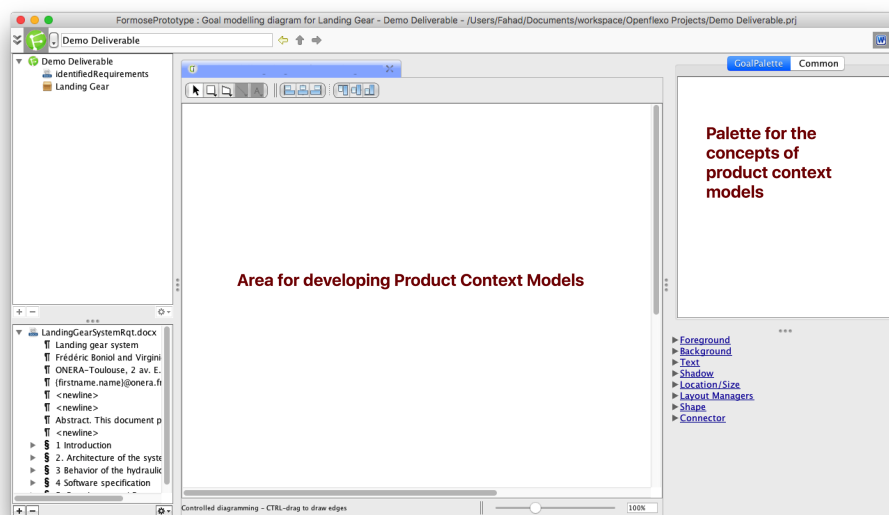 FormosePrototype : Goal modelling diagram for Landing Gear - Demo Deliverable - /Users/Fahad/Documents/workspace/Openflexo Projects/Demo Deliverable.prj
Demo Deliverable
Demo Deliverable
identifiedRequirements
Landing Gear
GoalPalette Common
Palette for the
concepts of
product context
models
Area for developing Product Context Models
LandingGearSystemRqt.docx
¶ Landing gear system
¶ Frédéric Boniol and Virgini
¶ ONERA-Toulouse, 2 av. E.
¶ {firstname.name}@onera.fr
¶ <newline>
¶ <newline>
¶ Abstract. This document p
¶ <newline>
§ 1 Introduction
§ 2. Architecture of the syste
§ 3 Behavior of the hydraulic
§ 4 Software specification
Foreground
Background
Text
Shadow
Location/Size
Layout Managers
Shape
Connector
Controlled diagramming - CTRL-drag to draw edges
100%